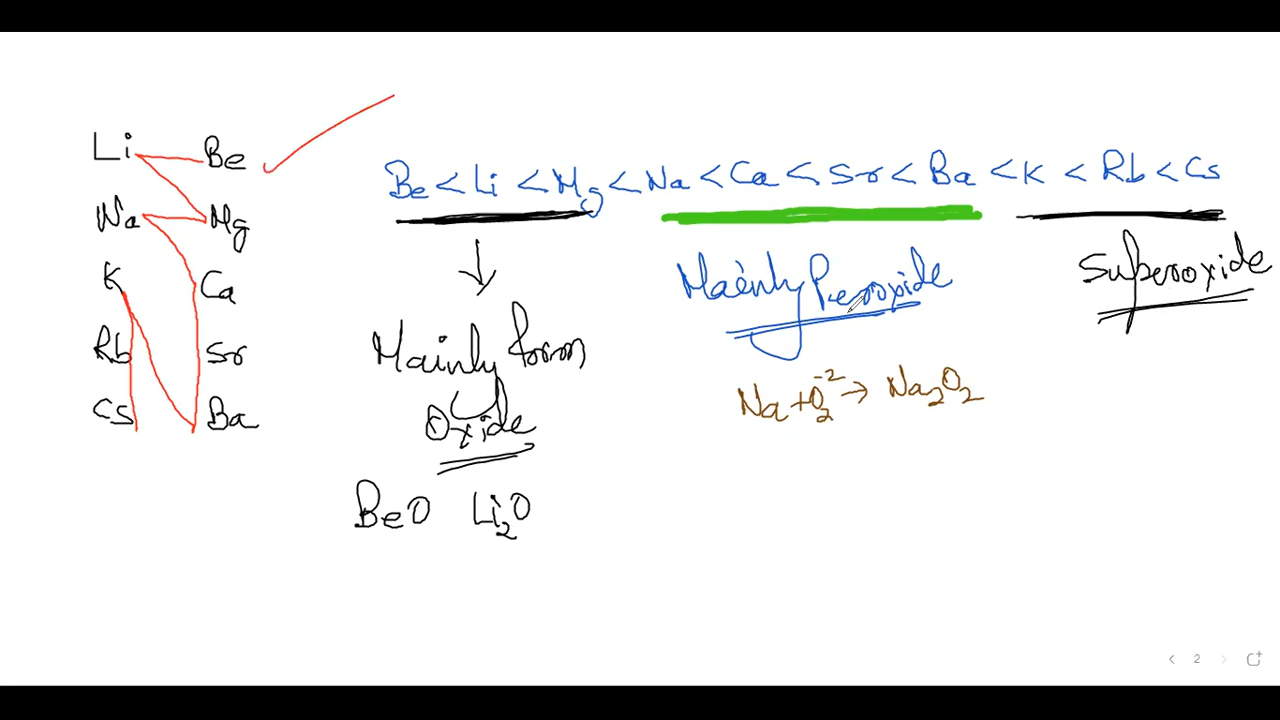 Li Be
Na Mg
K Ca
Rb Sr
Cs Ba
Be < Li < Mg < Na < Ca < Sr < Ba < K < Rb < Cs
Mainly form
Oxide
BeO Li₂O
Mainly Peroxide
Na + O₂⁻² → Na₂O₂
Superoxide
2